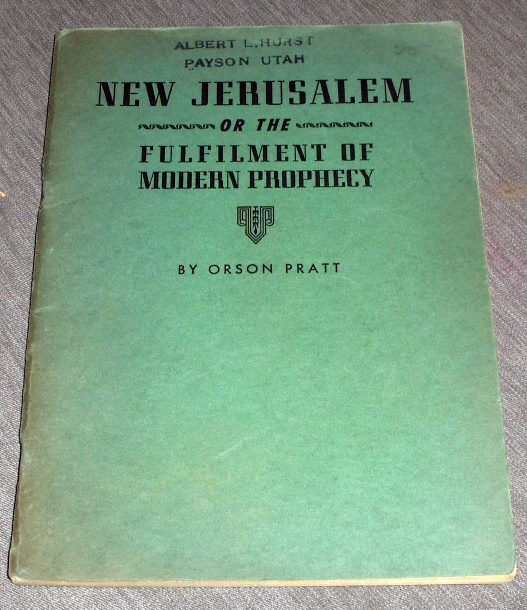 ALBERT L. HURST
PAYSON UTAH
NEW JERUSALEM
OR THE
FULFILMENT OF
MODERN PROPHECY
BY ORSON PRATT